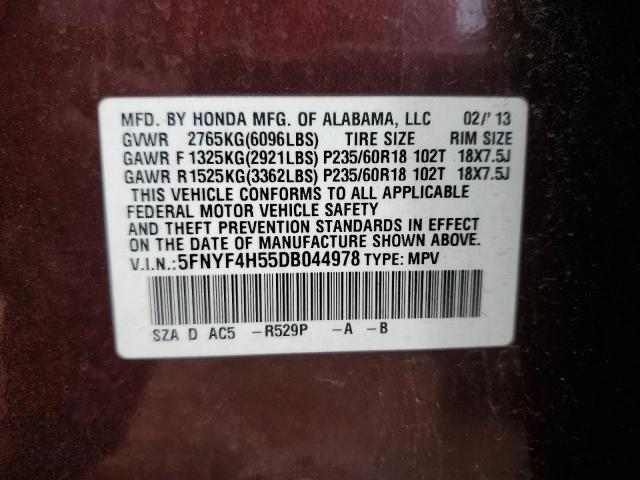 MFD. BY HONDA MFG. OF ALABAMA, LLC 02/'13
GVWR 2765KG(6096LBS) TIRE SIZE RIM SIZE
GAWR F 1325KG(2921LBS) P235/60R18 102T 18X7.5J
GAWR R1525KG(3362LBS) P235/60R18 102T 18X7.5J
THIS VEHICLE CONFORMS TO ALL APPLICABLE
FEDERAL MOTOR VEHICLE SAFETY
AND THEFT PREVENTION STANDARDS IN EFFECT
ON THE DATE OF MANUFACTURE SHOWN ABOVE.
V.I.N.:5FNYF4H55DB044978 TYPE: MPV
SZA D AC5 -R529P -A -B